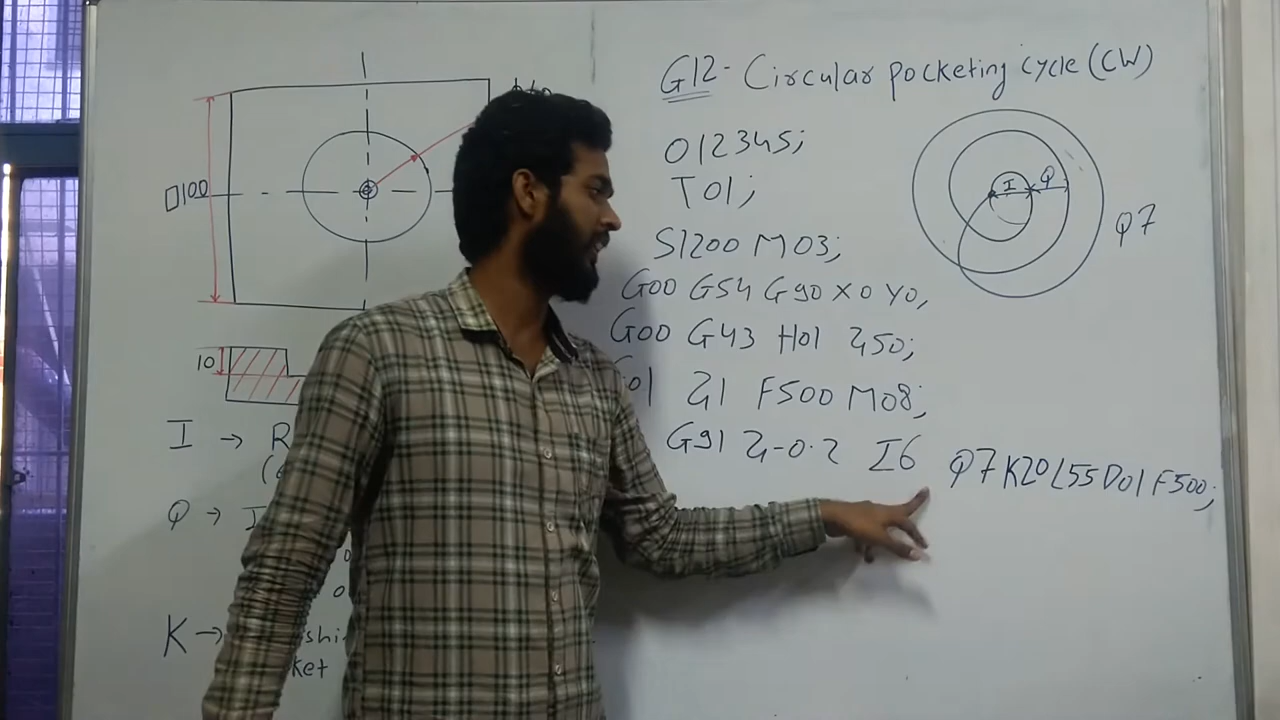 G12- Circular pocketing cycle (CW)
□100
O12345;
T01;
S1200 M03;
G00 G54 G90 X0 Y0,
G00 G43 H01 Z50;
01 Z1 F500 M08;
G91 Z-0.2 I6 Q7 K20 L55 D01 F500;
I Q
Q7
10
I → R
Q → I
K →